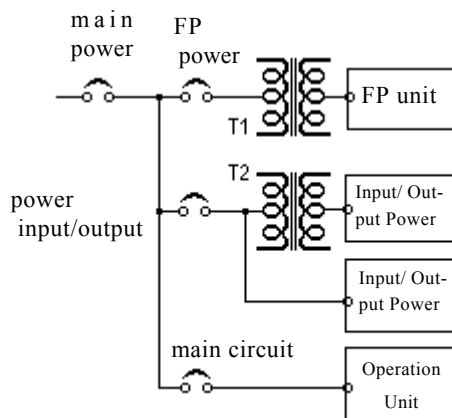 main
power
FP
power
T1
FP unit
T2
power
input/output
Input/ Out-
put Power
Input/ Out-
put Power
main circuit
Operation
Unit